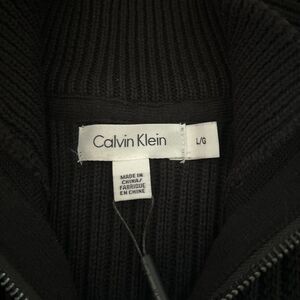 Calvin Klein
L/G
MADE IN
CHINA/
FABRIQUÉ
EN CHINE